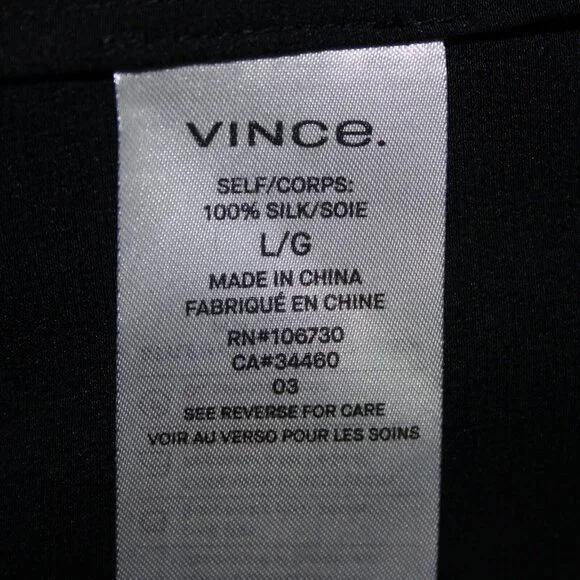 VINCE.
SELF/CORPS:
100% SILK/SOIE
L/G
MADE IN CHINA
FABRIQUÉ EN CHINE
RN#106730
CA#34460
03
SEE REVERSE FOR CARE
VOIR AU VERSO POUR LES SOINS